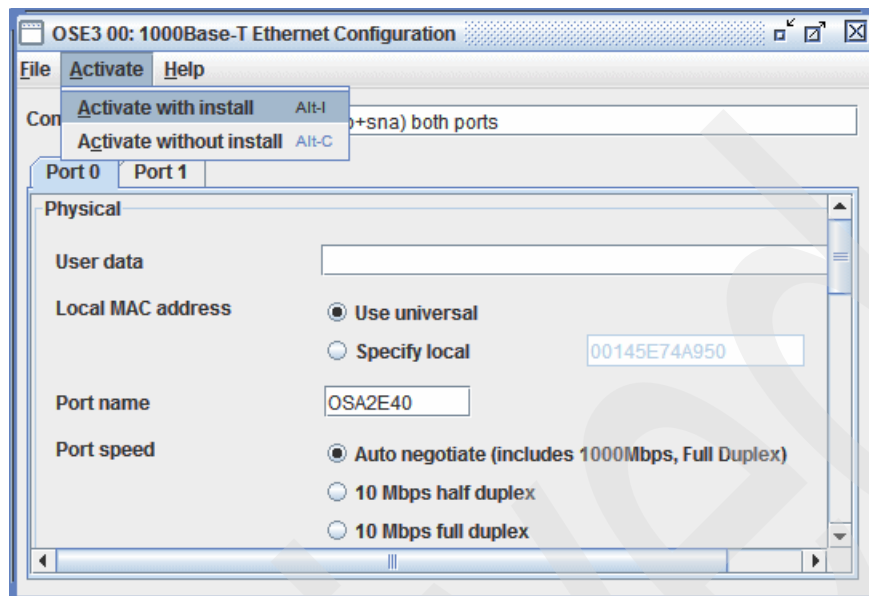 OSE3 00: 1000Base-T Ethernet Configuration
File Activate Help
Activate with install Alt-I
Con +sna) both ports
Activate without install Alt-C
Port 0 Port 1
Physical
User data
Local MAC address Use universal
Specify local 00145E74A950
Port name OSA2E40
Port speed Auto negotiate (includes 1000Mbps, Full Duplex)
10 Mbps half duplex
10 Mbps full duplex